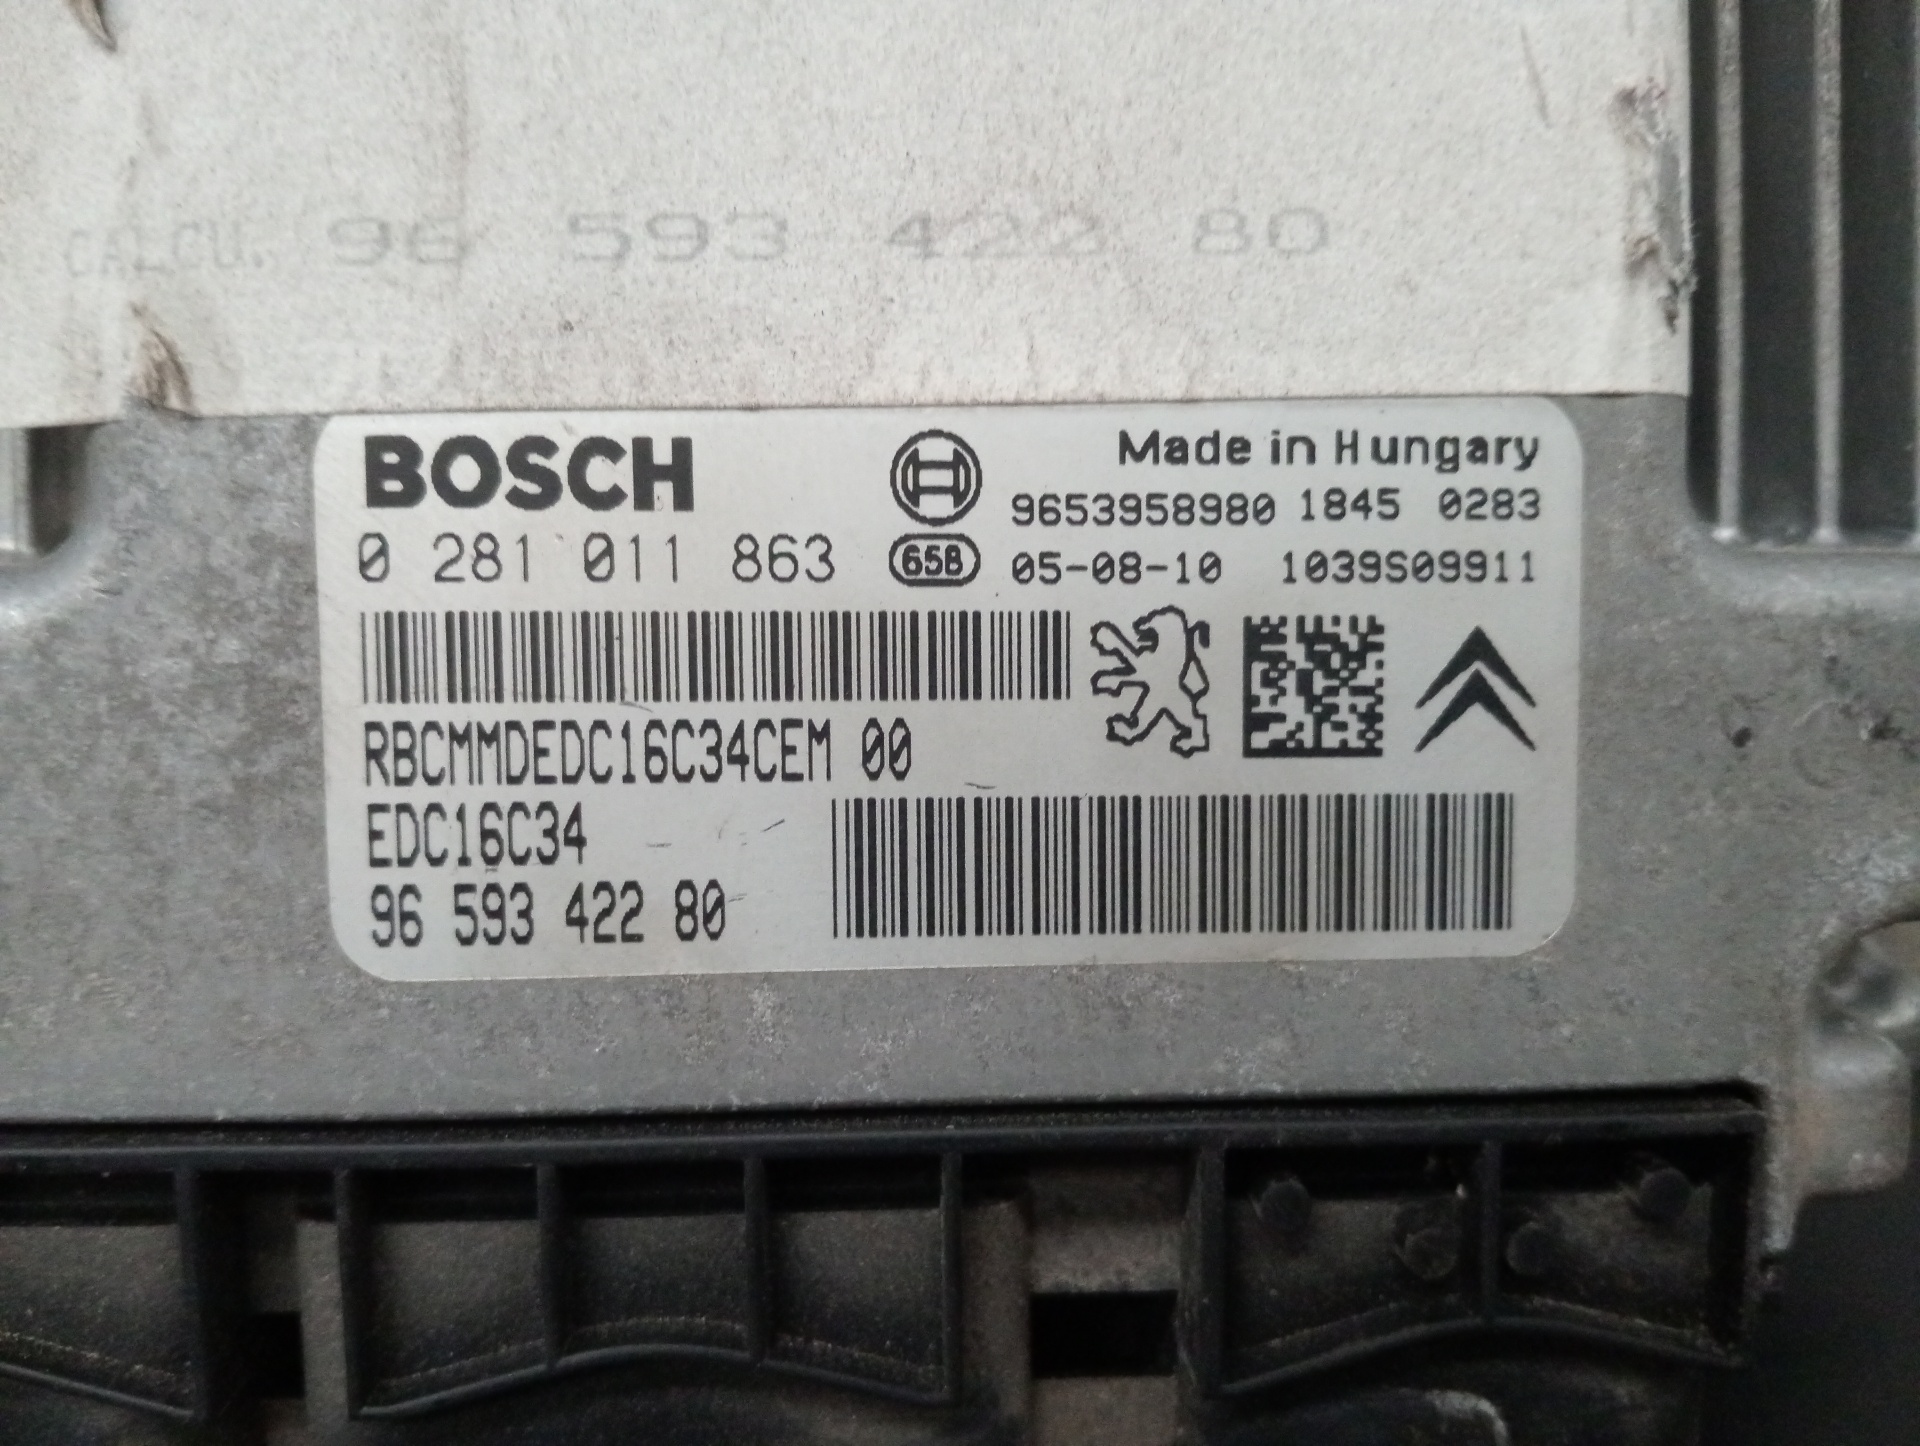 CALCU. 96 593 422 80
BOSCH
Made in Hungary
9653958980 1845 0283
0 281 011 863
65B
05-08-10 1039S09911
RBCMMDEDC16C34CEM 00
EDC16C34
96 593 422 80